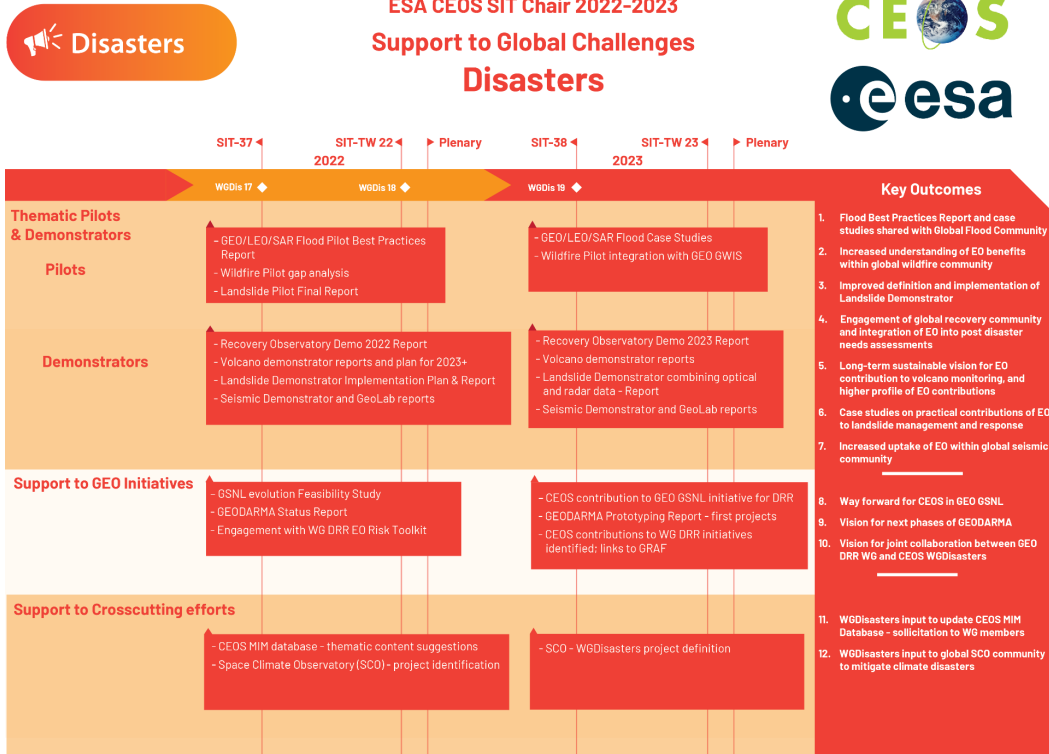 ESA CEOS SIT Chair 2022-2023
Disasters
Support to Global Challenges
Disasters
CEOS
esa
SIT-37
SIT-TW 22
Plenary
SIT-38
SIT-TW 23
Plenary
2022
2023
WGDis 17
WGDis 18
WGDis 19
Key Outcomes
Thematic Pilots
& Demonstrators
Pilots
- GEO/LEO/SAR Flood Pilot Best Practices
Report
- Wildfire Pilot gap analysis
- Landslide Pilot Final Report
- GEO/LEO/SAR Flood Case Studies
- Wildfire Pilot integration with GEO GWIS
Demonstrators
- Recovery Observatory Demo 2022 Report
- Volcano demonstrator reports and plan for 2023+
- Landslide Demonstrator Implementation Plan & Report
- Seismic Demonstrator and GeoLab reports
- Recovery Observatory Demo 2023 Report
- Volcano demonstrator reports
- Landslide Demonstrator combining optical
and radar data - Report
- Seismic Demonstrator and GeoLab reports
Support to GEO Initiatives
- GSNL evolution Feasibility Study
- GEODARMA Status Report
- Engagement with WG DRR EO Risk Toolkit
- CEOS contribution to GEO GSNL initiative for DRR
- GEODARMA Prototyping Report - first projects
- CEOS contributions to WG DRR initiatives
identified; links to GRAF
Support to Crosscutting efforts
- CEOS MIM database - thematic content suggestions
- Space Climate Observatory (SCO) - project identification
- SCO - WGDisasters project definition
1. Flood Best Practices Report and case
studies shared with Global Flood Community
2. Increased understanding of EO benefits
within global wildfire community
3. Improved definition and implementation of
Landslide Demonstrator
4. Engagement of global recovery community
and integration of EO into post disaster
needs assessments
5. Long-term sustainable vision for EO
contribution to volcano monitoring, and
higher profile of EO contributions
6. Case studies on practical contributions of EO
to landslide management and response
7. Increased uptake of EO within global seismic
community
8. Way forward for CEOS in GEO GSNL
9. Vision for next phases of GEODARMA
10. Vision for joint collaboration between GEO
DRR WG and CEOS WGDisasters
11. WGDisasters input to update CEOS MIM
Database - sollicitation to WG members
12. WGDisasters input to global SCO community
to mitigate climate disasters